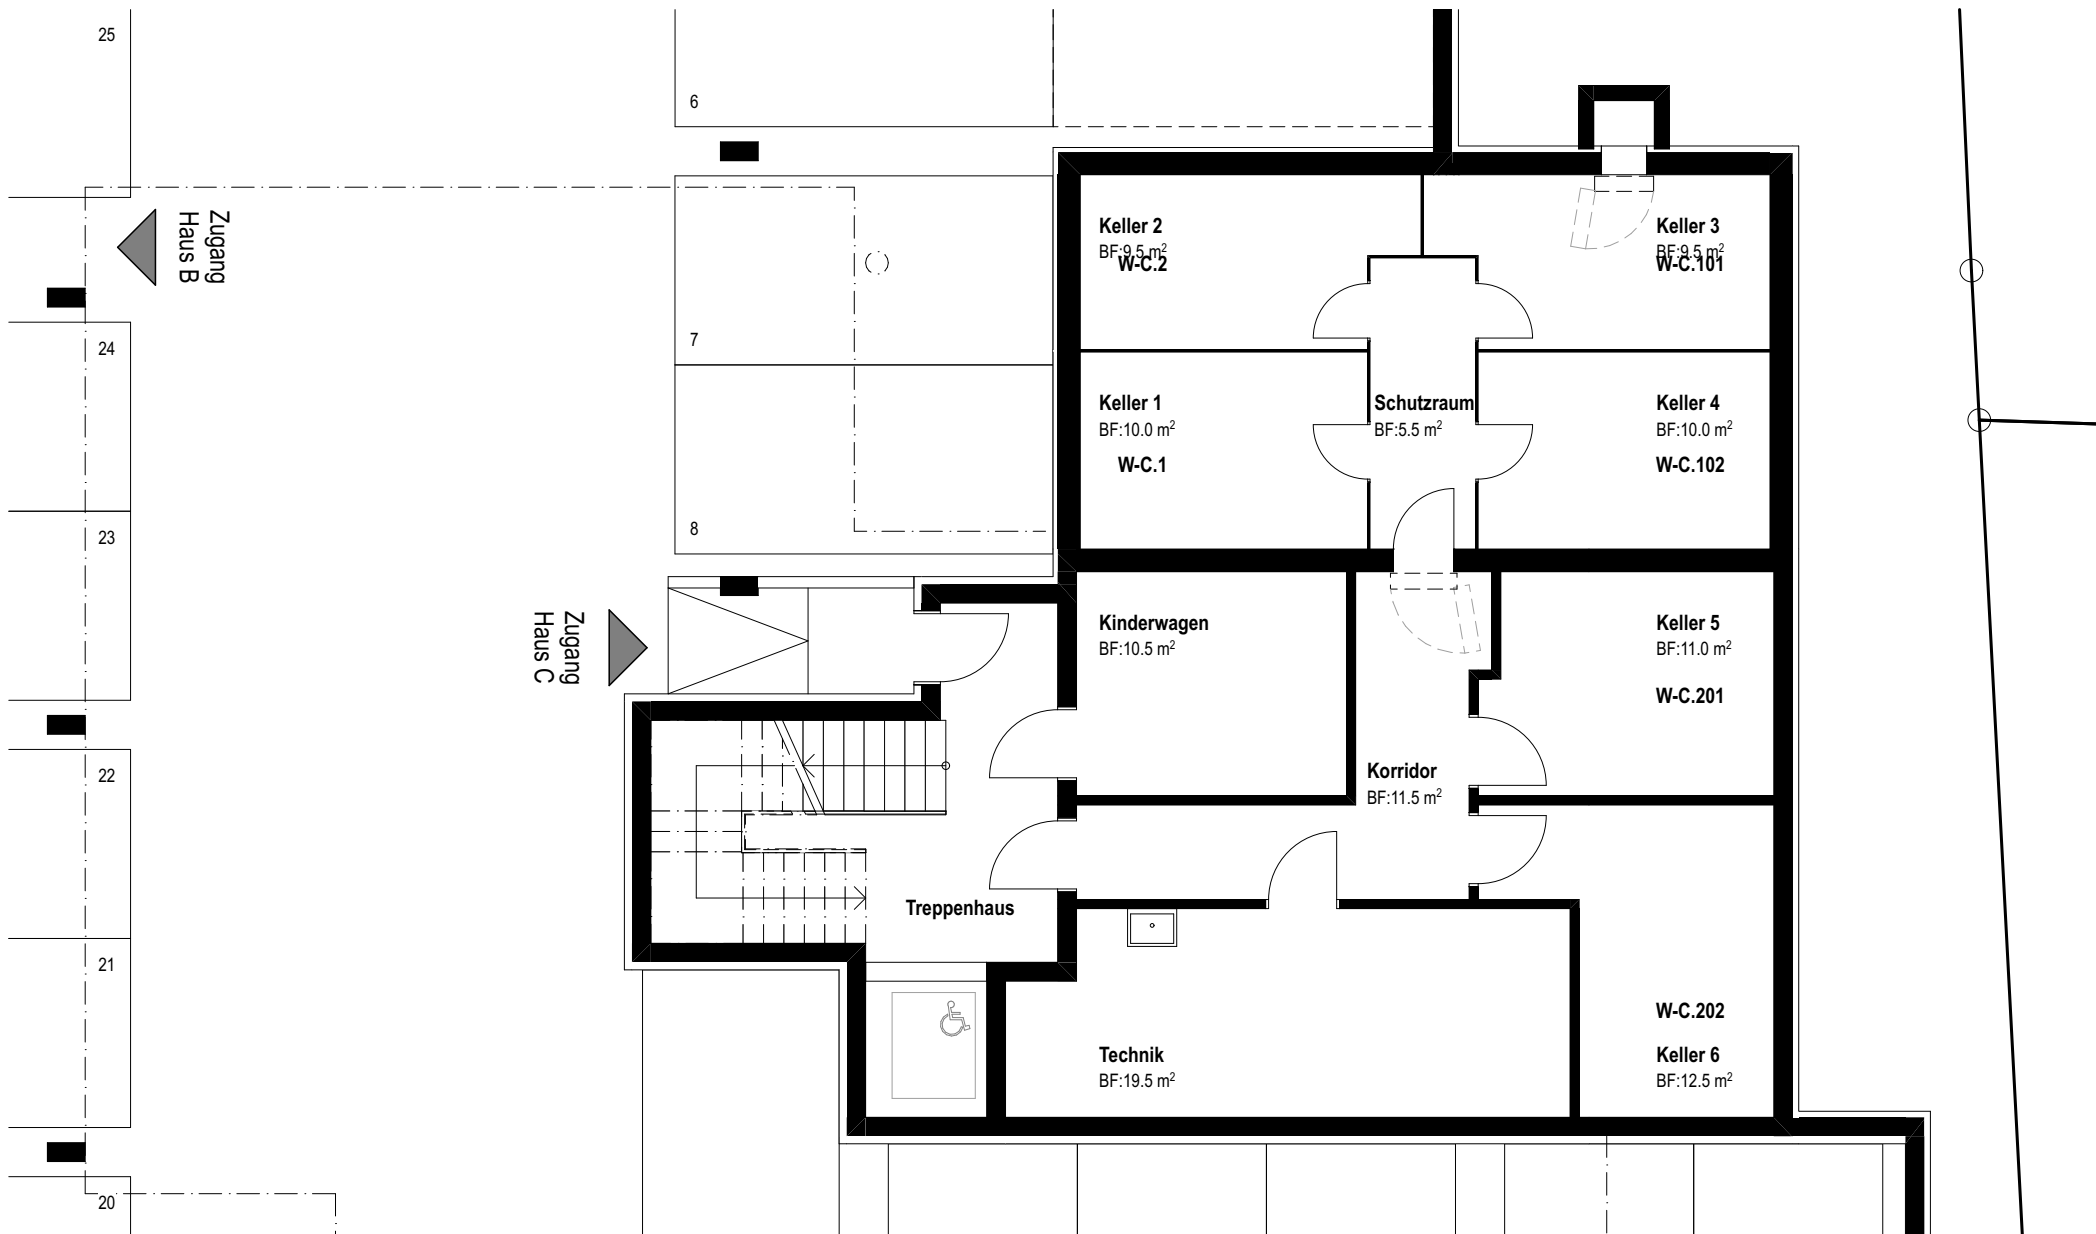 25
6
Zugang
Haus B
Keller 2
BF:9.5 m²
W-C.2
Keller 3
BF:9.5 m²
W-C.101
24
7
Keller 1
BF:10.0 m²
W-C.1
Schutzraum
BF:5.5 m²
Keller 4
BF:10.0 m²
W-C.102
23
8
Zugang
Haus C
Kinderwagen
BF:10.5 m²
Keller 5
BF:11.0 m²
W-C.201
22
Korridor
BF:11.5 m²
Treppenhaus
21
W-C.202
Technik
BF:19.5 m²
Keller 6
BF:12.5 m²
20